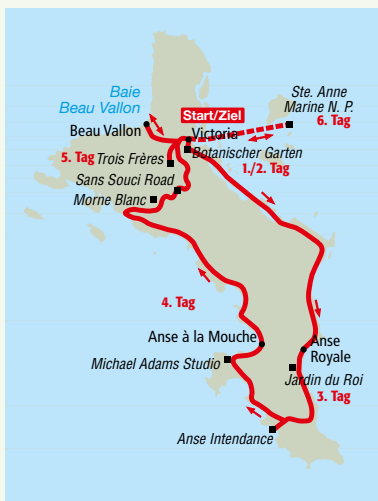 Baie
Beau Vallon
Beau Vallon
Start/Ziel
Victoria
Ste. Anne
Marine N. P.
6. Tag
Botanischer Garten
1./2. Tag
5. Tag
Trois Frères
Sans Souci Road
Morne Blanc
4. Tag
Anse à la Mouche
Anse
Royale
Michael Adams Studio
Jardin du Roi
3. Tag
Anse Intendance